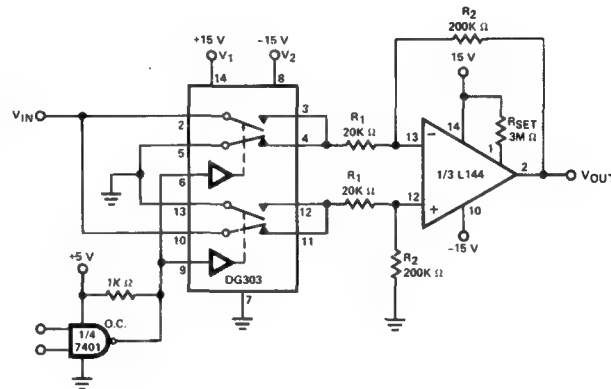 +15 V
V1
-15 V
V2
14
8
R2
200K Ω
VIN
2
3
5
4
R1
20K Ω
15 V
RSET
3M Ω
13
14
1
−
1/3 L144
2
VOUT
6
R1
20K Ω
12
+
10
-15 V
13
12
10
11
R2
200K Ω
9
DG303
7
+5 V
1K Ω
O.C.
1/4
7401